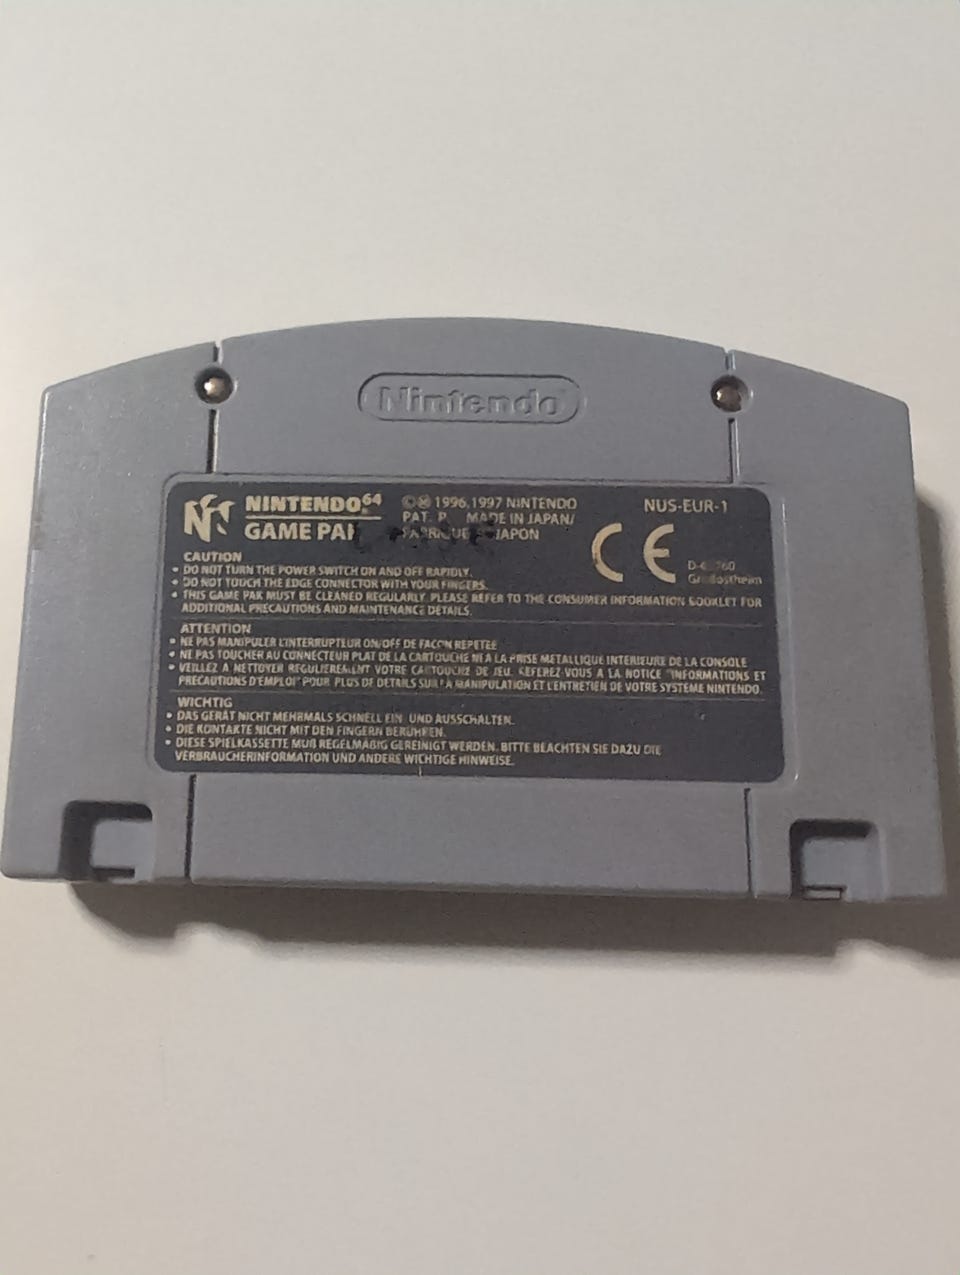 Nintendo
NINTENDO⁶⁴
GAME PAK
©Ⓜ 1996,1997 NINTENDO
PAT. P. MADE IN JAPAN/
FABRIQUE JAPON
NUS-EUR-1
CE
Großostheim
CAUTION
• DO NOT TURN THE POWER SWITCH ON AND OFF RAPIDLY.
• DO NOT TOUCH THE EDGE CONNECTOR WITH YOUR FINGERS.
• THIS GAME PAK MUST BE CLEANED REGULARLY. PLEASE REFER TO THE CONSUMER INFORMATION BOOKLET FOR
ADDITIONAL PRECAUTIONS AND MAINTENANCE DETAILS.
ATTENTION
• NE PAS MANIPULER L'INTERRUPTEUR ON/OFF DE FACON REPETEE
• NE PAS TOUCHER AU CONNECTEUR PLAT DE LA CARTOUCHE NI A LA PRISE METALLIQUE INTERIEURE DE LA CONSOLE
• VEILLEZ A NETTOYER REGULIEREMENT VOTRE CARTOUCHE DE JEU. REFEREZ-VOUS A LA NOTICE "INFORMATIONS ET
PRECAUTIONS D'EMPLOI" POUR PLUS DE DETAILS SUR LA MANIPULATION ET L'ENTRETIEN DE VOTRE SYSTEME NINTENDO.
WICHTIG
• DAS GERÄT NICHT MEHRMALS SCHNELL EIN- UND AUSSCHALTEN.
• DIE KONTAKTE NICHT MIT DEN FINGERN BERÜHREN.
• DIESE SPIELKASSETTE MUß REGELMÄßIG GEREINIGT WERDEN. BITTE BEACHTEN SIE DAZU DIE
VERBRAUCHERINFORMATION UND ANDERE WICHTIGE HINWEISE.